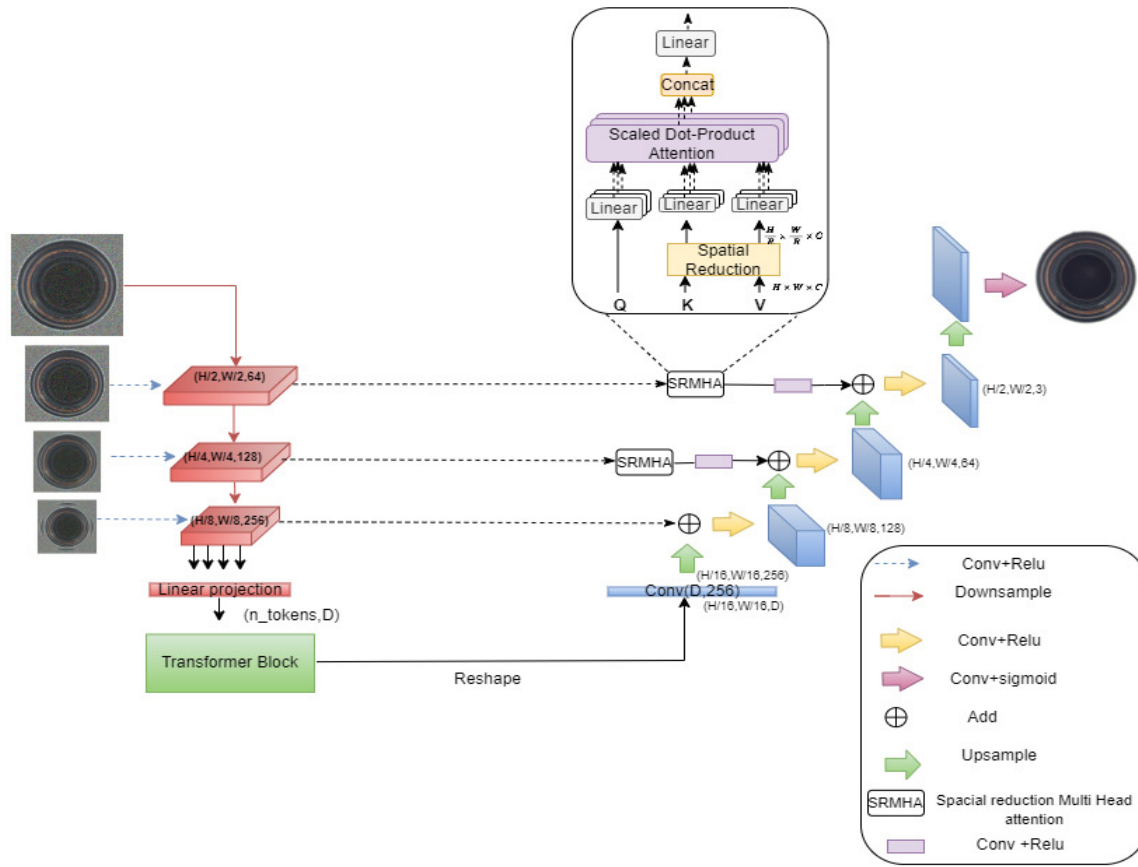 Linear
Concat
Scaled Dot-Product
Attention
Linear
Linear
Linear
H/R × W/R × C
Spatial
Reduction
H × W × C
Q
K
V
(H/2,W/2,64)
SRMHA
(H/2,W/2,3)
(H/4,W/4,128)
SRMHA
(H/4,W/4,64)
(H/8,W/8,256)
(H/8,W/8,128)
(H/16,W/16,256)
Linear projection
Conv(D,256)
(H/16,W/16,D)
(n_tokens,D)
Transformer Block
Reshape
Conv+Relu
Downsample
Conv+Relu
Conv+sigmoid
Add
Upsample
SRMHA
Spacial reduction Multi Head
attention
Conv +Relu